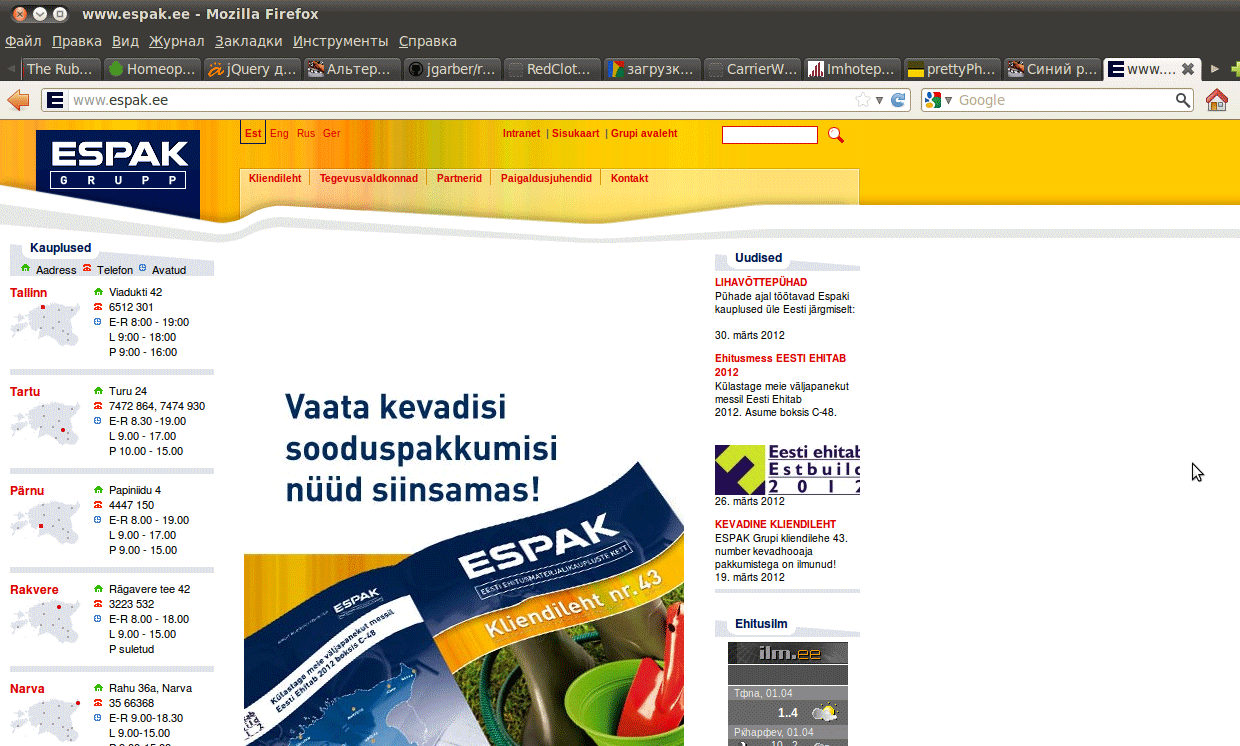 www.espak.ee - Mozilla Firefox
Файл Правка Вид Журнал Закладки Инструменты Справка
The Rub... Homeop... jQuery д... Альтер... jgarber/r... RedClot... загрузк... CarrierW... Imhotep... prettyPh... Синий р... www....
www.espak.ee
Google
Est Eng Rus Ger
Intranet | Sisukaart | Grupi avaleht
ESPAK
GRUPP
Kliendileht Tegevusvaldkonnad Partnerid Paigaldusjuhendid Kontakt
Kauplused
Aadress Telefon Avatud
Tallinn
Viadukti 42
6512 301
E-R 8:00 - 19:00
L 9:00 - 18:00
P 9:00 - 16:00
Tartu
Turu 24
7472 864, 7474 930
E-R 8.30 -19.00
L 9.00 - 17.00
P 10.00 - 15.00
Pärnu
Papiniidu 4
4447 150
E-R 8.00 - 19.00
L 9.00 - 17.00
P 9.00 - 15.00
Rakvere
Rägavere tee 42
3223 532
E-R 8.00 - 18.00
L 9.00 - 15.00
P suletud
Narva
Rahu 36a, Narva
35 66368
E-R 9.00-18.30
L 9.00-15.00
Vaata kevadisi
sooduspakkumisi
nüüd siinsamas!
ESPAK
EESTI EHITUSMATERJALIKAUPLUSTE KETT
Kliendileht nr. 43
ESPAK
Külastage meie väljapanekut messil
Eesti Ehitab 2012 boksis C-48
Uudised
LIHAVÕTTEPÜHAD
Pühade ajal töötavad Espaki
kauplused üle Eesti järgmiselt:
30. märts 2012
Ehitusmess EESTI EHITAB
2012
Külastage meie väljapanekut
messil Eesti Ehitab
2012. Asume boksis C-48.
Eesti ehitab
Estbuild
2012
26. märts 2012
KEVADINE KLIENDILEHT
ESPAK Grupi kliendilehe 43.
number kevadhooaja
pakkumistega on ilmunud!
19. märts 2012
Ehitusilm
ilm.ee
Тфпа, 01.04
1..4
Рьhарфеv, 01.04